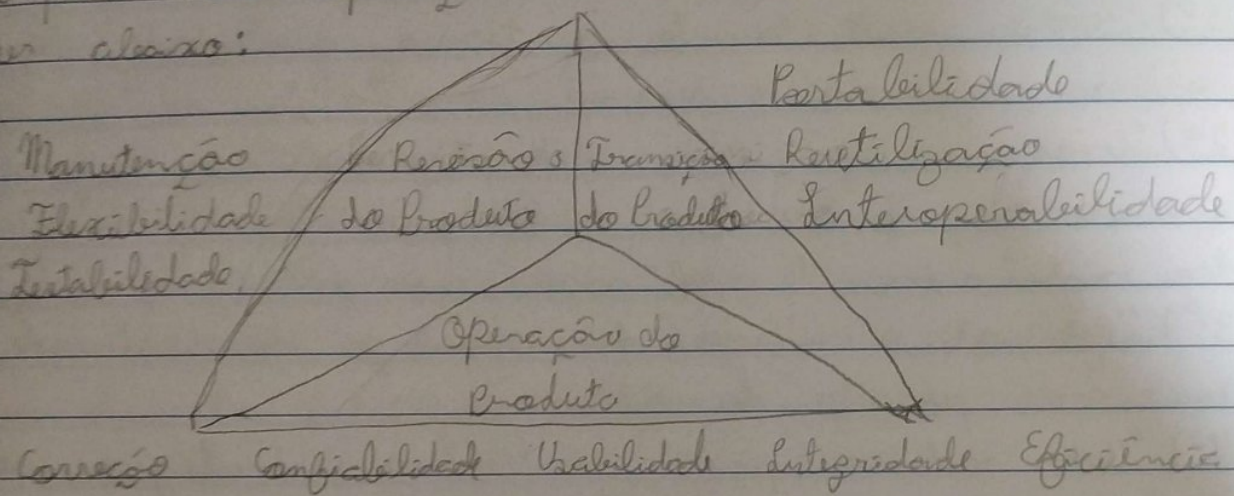 abaixo:
Portabilidade
Manutenção Revisão Transição Reutilização
Flexibilidade do Produto do Produto Interoperabilidade
Testabilidade
Operação do
Produto
Correção Confiabilidade Usabilidade Integridade Eficiência